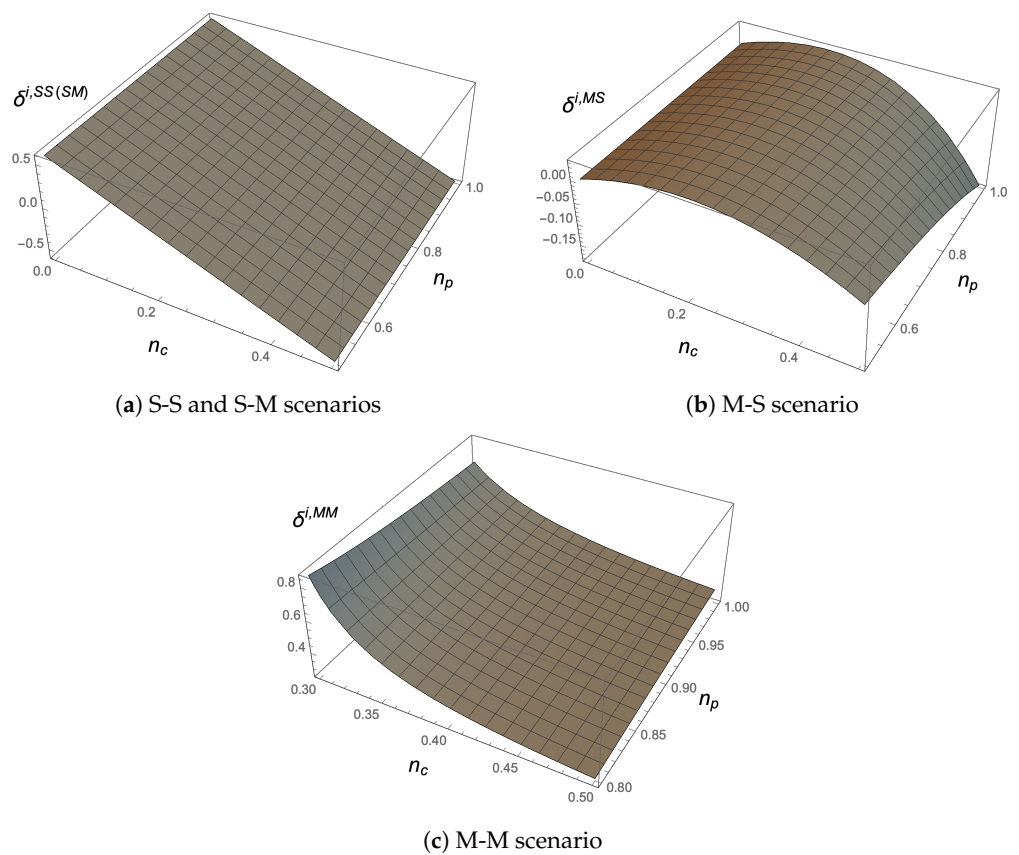 δ^{i,SS(SM)}
0.5
0.0
−0.5
0.0
0.2
0.4
n_c
0.6
0.8
1.0
n_p
(a) S-S and S-M scenarios
δ^{i,MS}
0.00
−0.05
−0.10
−0.15
0.0
0.2
0.4
n_c
0.6
0.8
1.0
n_p
(b) M-S scenario
δ^{i,MM}
0.8
0.6
0.4
0.30
0.35
0.40
0.45
0.50
n_c
0.80
0.85
0.90
0.95
1.00
n_p
(c) M-M scenario